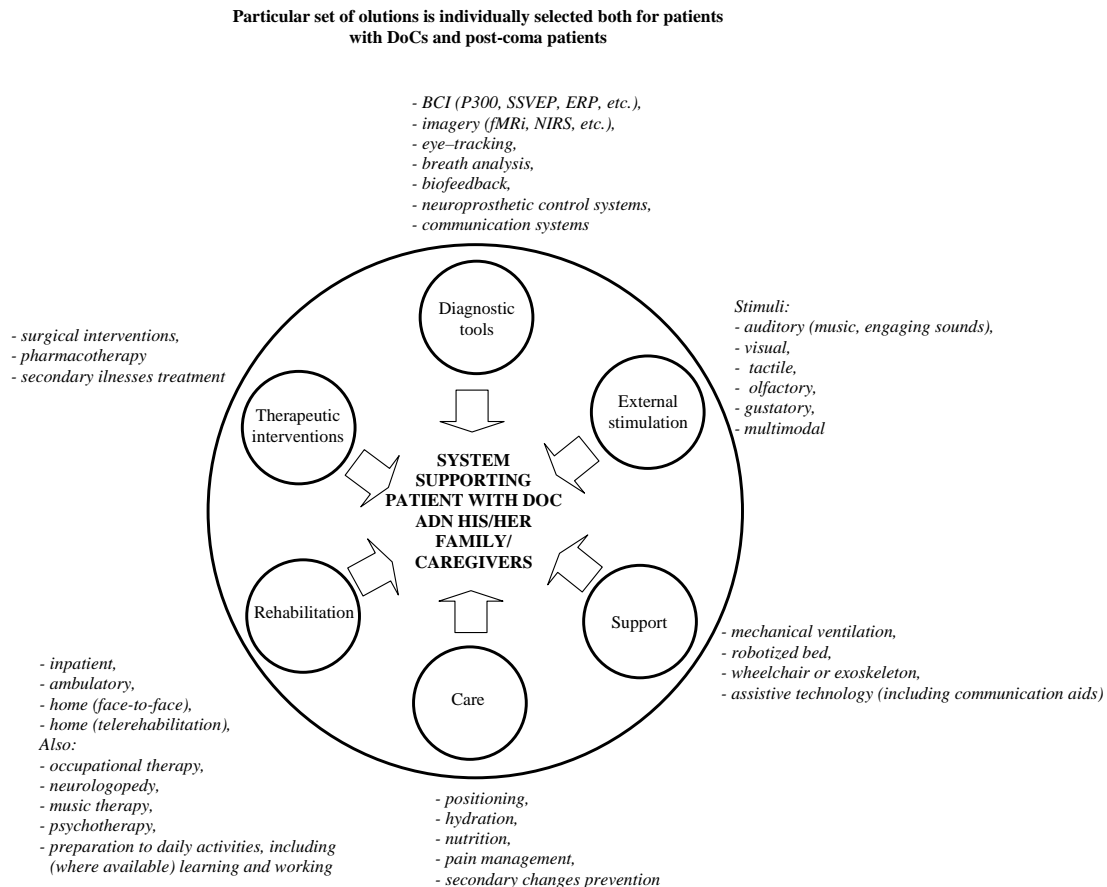 Particular set of olutions is individually selected both for patients
with DoCs and post-coma patients
- BCI (P300, SSVEP, ERP, etc.),
- imagery (fMRi, NIRS, etc.),
- eye–tracking,
- breath analysis,
- biofeedback,
- neuroprosthetic control systems,
- communication systems
Diagnostic
tools
Stimuli:
- auditory (music, engaging sounds),
- visual,
- tactile,
- olfactory,
- gustatory,
- multimodal
External
stimulation
- surgical interventions,
- pharmacotherapy
- secondary ilnesses treatment
Therapeutic
interventions
SYSTEM
SUPPORTING
PATIENT WITH DOC
ADN HIS/HER
FAMILY/
CAREGIVERS
Rehabilitation
Support
Care
- mechanical ventilation,
- robotized bed,
- wheelchair or exoskeleton,
- assistive technology (including communication aids)
- inpatient,
- ambulatory,
- home (face-to-face),
- home (telerehabilitation),
Also:
- occupational therapy,
- neurologopedy,
- music therapy,
- psychotherapy,
- preparation to daily activities, including
(where available) learning and working
- positioning,
- hydration,
- nutrition,
- pain management,
- secondary changes prevention